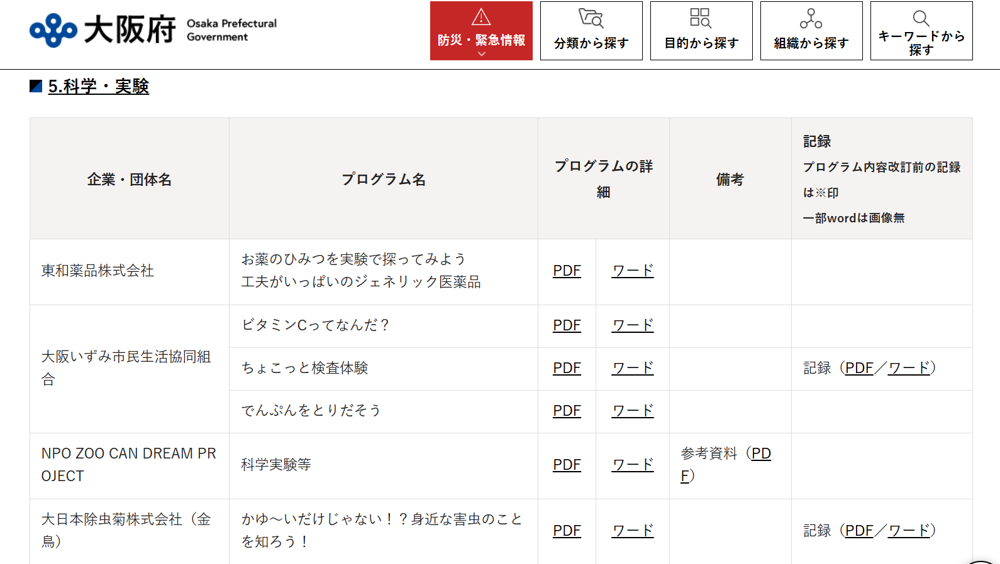 大阪府
Osaka Prefectural
Government
防災・緊急情報
分類から探す
目的から探す
組織から探す
キーワードから
探す
5.科学・実験
企業・団体名
プログラム名
プログラムの詳
細
備考
記録
プログラム内容改訂前の記録
は※印
一部wordは画像無
東和薬品株式会社
お薬のひみつを実験で探ってみよう
工夫がいっぱいのジェネリック医薬品
PDF
ワード
大阪いずみ市民生活協同組
合
ビタミンCってなんだ？
PDF
ワード
ちょこっと検査体験
PDF
ワード
記録（PDF／ワード）
でんぷんをとりだそう
PDF
ワード
NPO ZOO CAN DREAM PR
OJECT
科学実験等
PDF
ワード
参考資料（PD
F）
大日本除虫菊株式会社（金
鳥）
かゆ～いだけじゃない！？身近な害虫のこと
を知ろう！
PDF
ワード
記録（PDF／ワード）